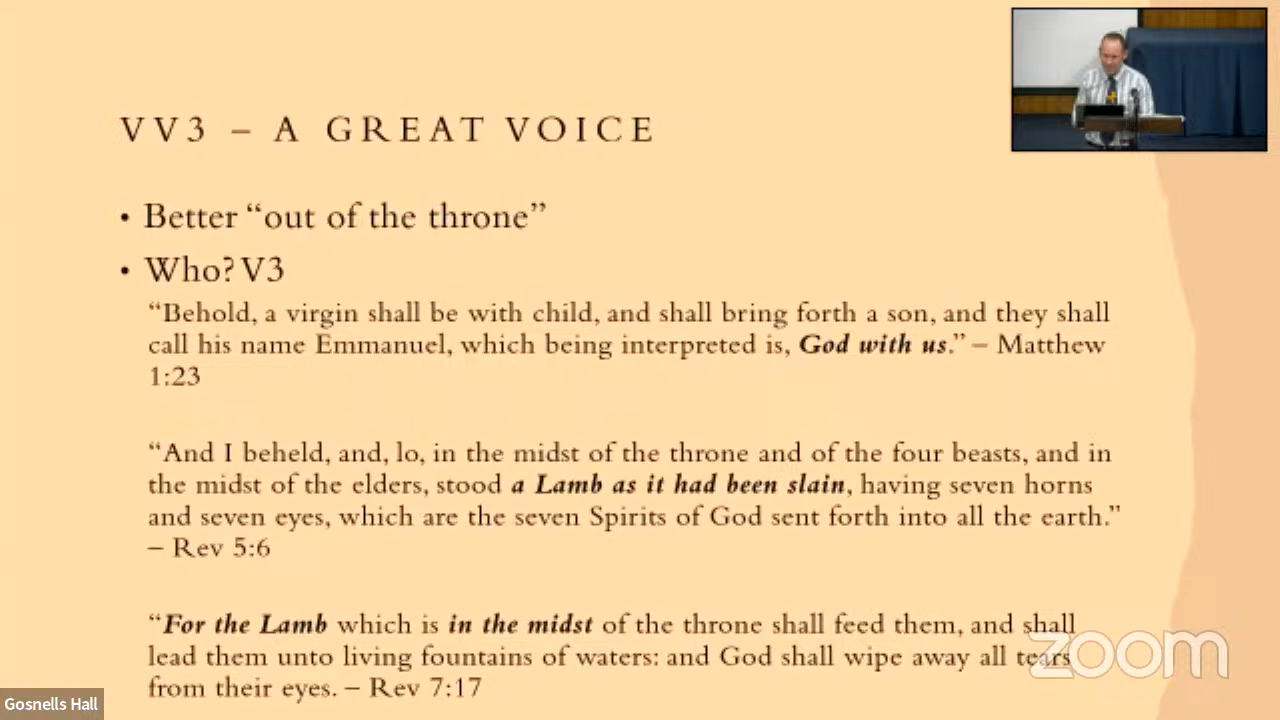 VV3 – A GREAT VOICE
• Better “out of the throne”
• Who? V3
“Behold, a virgin shall be with child, and shall bring forth a son, and they shall
call his name Emmanuel, which being interpreted is, God with us.” – Matthew
1:23
“And I beheld, and, lo, in the midst of the throne and of the four beasts, and in
the midst of the elders, stood a Lamb as it had been slain, having seven horns
and seven eyes, which are the seven Spirits of God sent forth into all the earth.”
– Rev 5:6
“For the Lamb which is in the midst of the throne shall feed them, and shall
lead them unto living fountains of waters: and God shall wipe away all tears
from their eyes. – Rev 7:17
zoom
Gosnells Hall